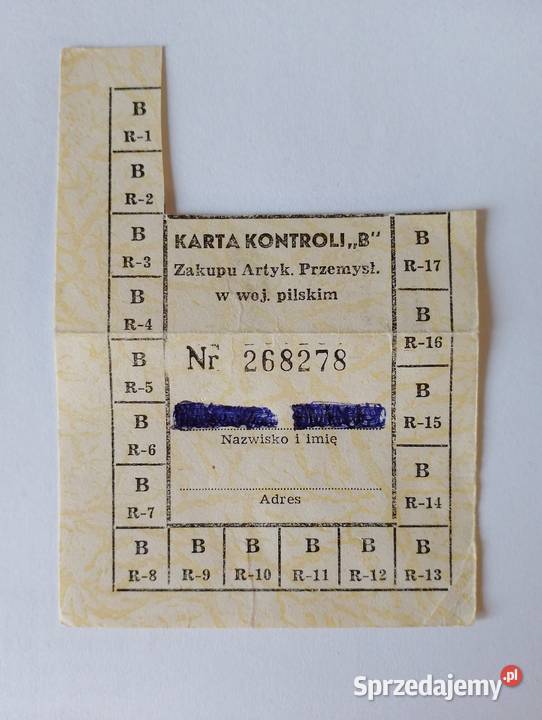 KARTA KONTROLI „B"
Zakupu Artyk. Przemysł.
w woj. pilskim
Nr 268278
Nazwisko i imię
Adres
B
R-1
B
R-2
B
R-3
B
R-4
B
R-5
B
R-6
B
R-7
B
R-8
B
R-9
B
R-10
B
R-11
B
R-12
B
R-13
B
R-14
B
R-15
B
R-16
B
R-17
Sprzedajemy.pl